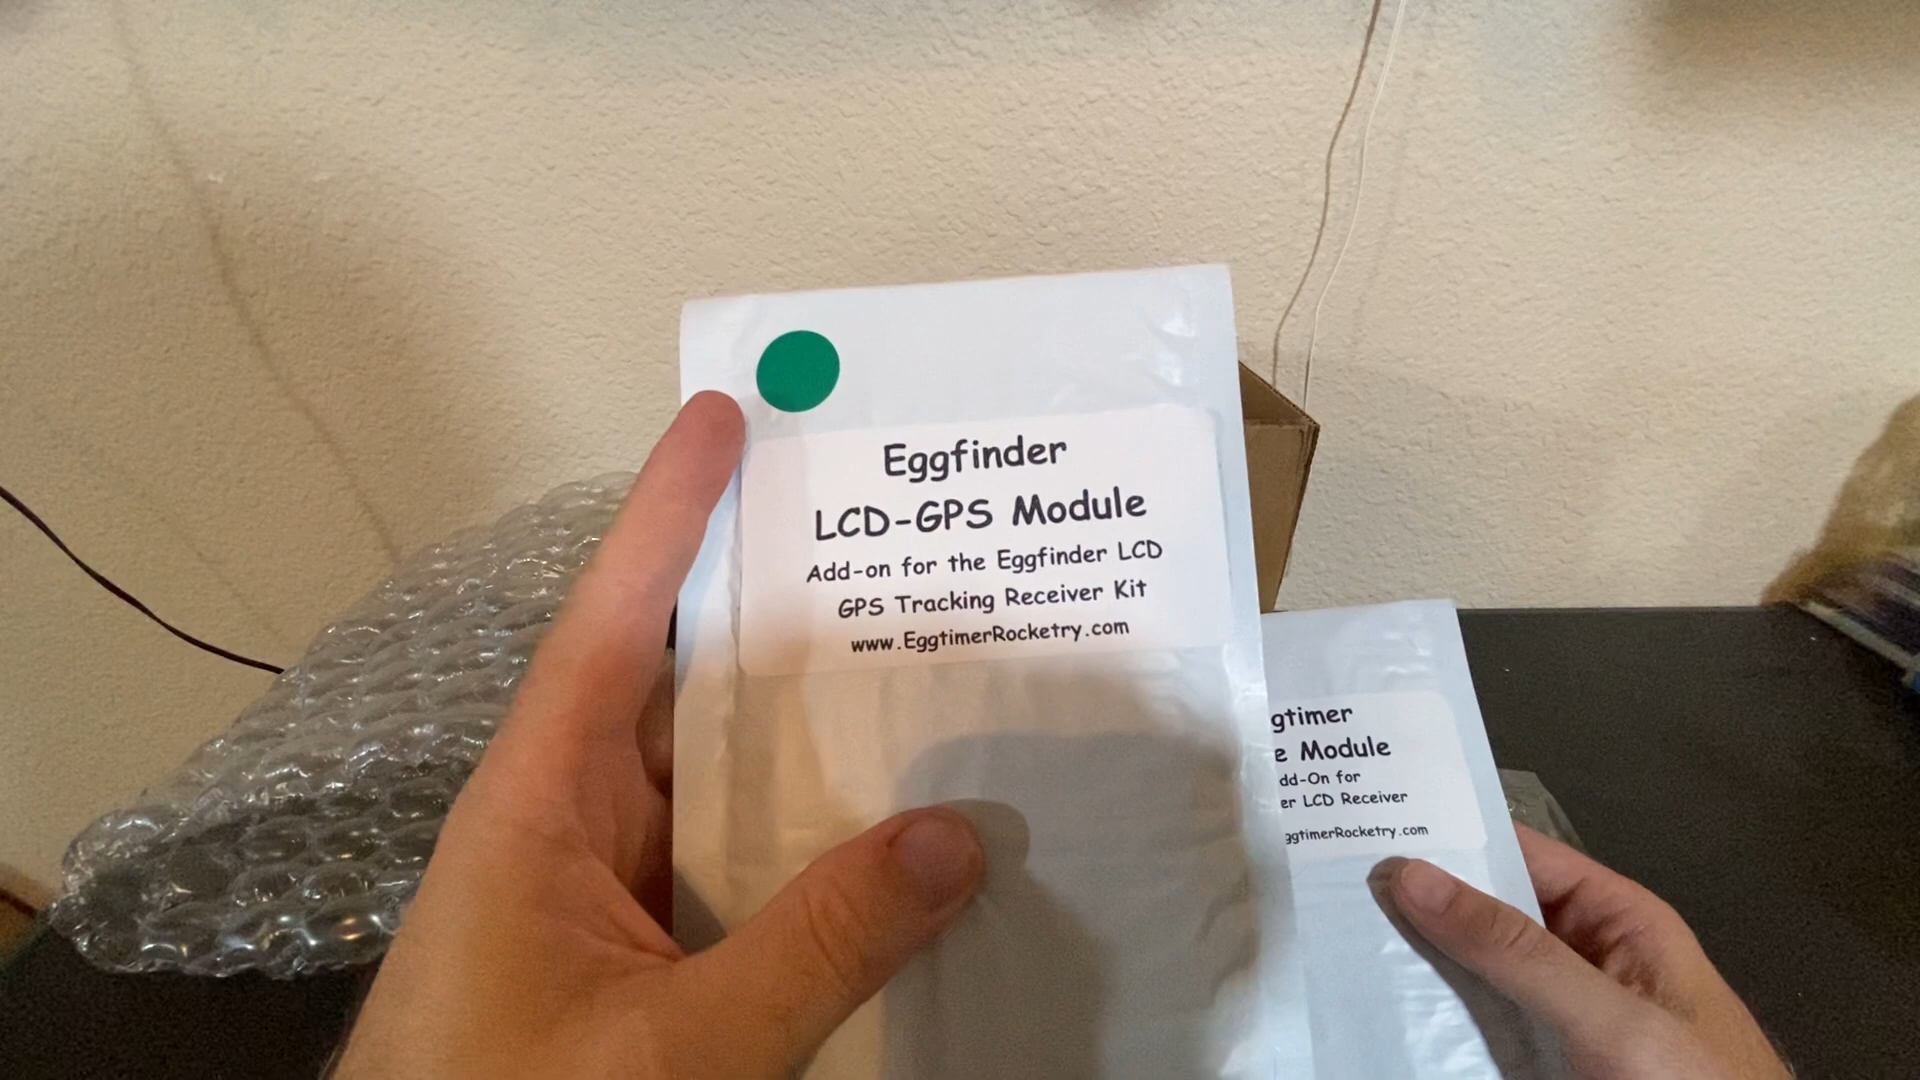 Eggfinder
LCD-GPS Module
Add-on for the Eggfinder LCD
GPS Tracking Receiver Kit
www.EggtimerRocketry.com
gtimer
e Module
dd-On for
er LCD Receiver
ggtimerRocketry.com